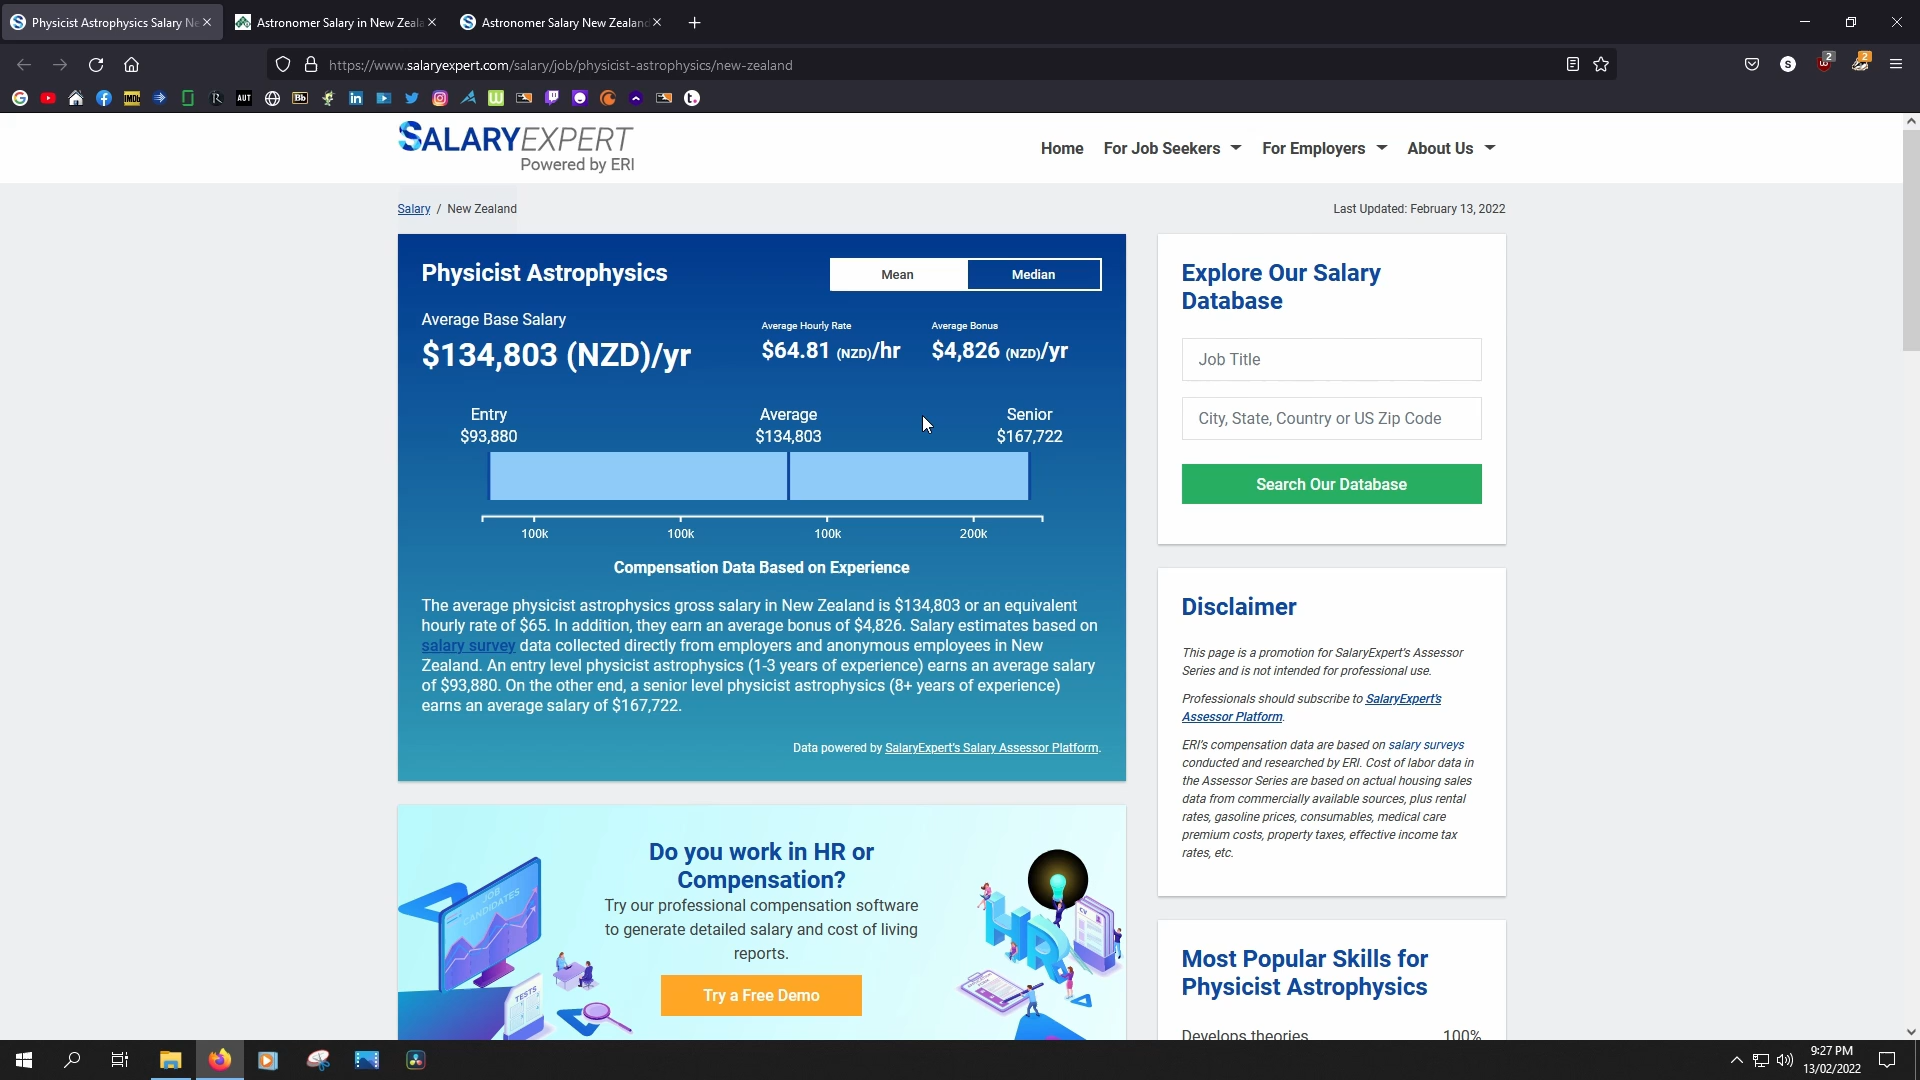 Physicist Astrophysics Salary Ne
Astronomer Salary in New Zeala
Astronomer Salary New Zealand
https://www.salaryexpert.com/salary/job/physicist-astrophysics/new-zealand
S
2
2
IMDb
R
AUT
Bb
in
W
t.
SALARYEXPERT
Powered by ERI
Home
For Job Seekers
For Employers
About Us
Salary / New Zealand
Last Updated: February 13, 2022
Physicist Astrophysics
Mean
Median
Average Base Salary
$134,803 (NZD)/yr
Average Hourly Rate
$64.81 (NZD)/hr
Average Bonus
$4,826 (NZD)/yr
Entry
$93,880
Average
$134,803
Senior
$167,722
100k
100k
100k
200k
Compensation Data Based on Experience
The average physicist astrophysics gross salary in New Zealand is $134,803 or an equivalent
hourly rate of $65. In addition, they earn an average bonus of $4,826. Salary estimates based on
salary survey data collected directly from employers and anonymous employees in New
Zealand. An entry level physicist astrophysics (1-3 years of experience) earns an average salary
of $93,880. On the other end, a senior level physicist astrophysics (8+ years of experience)
earns an average salary of $167,722.
Data powered by SalaryExpert's Salary Assessor Platform.
Explore Our Salary
Database
Job Title
City, State, Country or US Zip Code
Search Our Database
Disclaimer
This page is a promotion for SalaryExpert's Assessor
Series and is not intended for professional use.
Professionals should subscribe to SalaryExpert's
Assessor Platform.
ERI's compensation data are based on salary surveys
conducted and researched by ERI. Cost of labor data in
the Assessor Series are based on actual housing sales
data from commercially available sources, plus rental
rates, gasoline prices, consumables, medical care
premium costs, property taxes, effective income tax
rates, etc.
Do you work in HR or
Compensation?
Try our professional compensation software
to generate detailed salary and cost of living
reports.
Try a Free Demo
JOB
CANDIDATES
TESTS
HR
CV
Most Popular Skills for
Physicist Astrophysics
Develops theories
100%
9:27 PM
13/02/2022